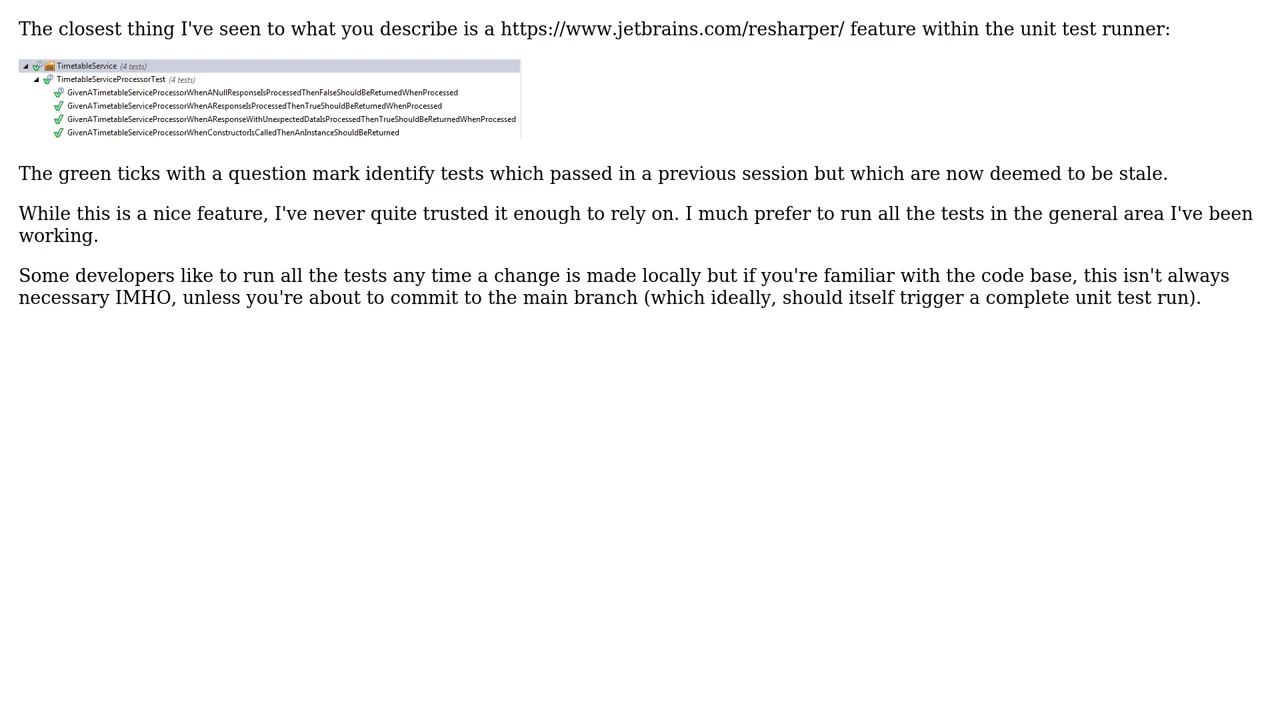 The closest thing I've seen to what you describe is a https://www.jetbrains.com/resharper/ feature within the unit test runner:
TimetableService (4 tests)
TimetableServiceProcessorTest (4 tests)
GivenATimetableServiceProcessorWhenANullResponseIsProcessedThenFalseShouldBeReturnedWhenProcessed
GivenATimetableServiceProcessorWhenAResponseIsProcessedThenTrueShouldBeReturnedWhenProcessed
GivenATimetableServiceProcessorWhenAResponseWithUnexpectedDataIsProcessedThenTrueShouldBeReturnedWhenProcessed
GivenATimetableServiceProcessorWhenConstructorIsCalledThenAnInstanceShouldBeReturned
The green ticks with a question mark identify tests which passed in a previous session but which are now deemed to be stale.
While this is a nice feature, I've never quite trusted it enough to rely on. I much prefer to run all the tests in the general area I've been
working.
Some developers like to run all the tests any time a change is made locally but if you're familiar with the code base, this isn't always
necessary IMHO, unless you're about to commit to the main branch (which ideally, should itself trigger a complete unit test run).